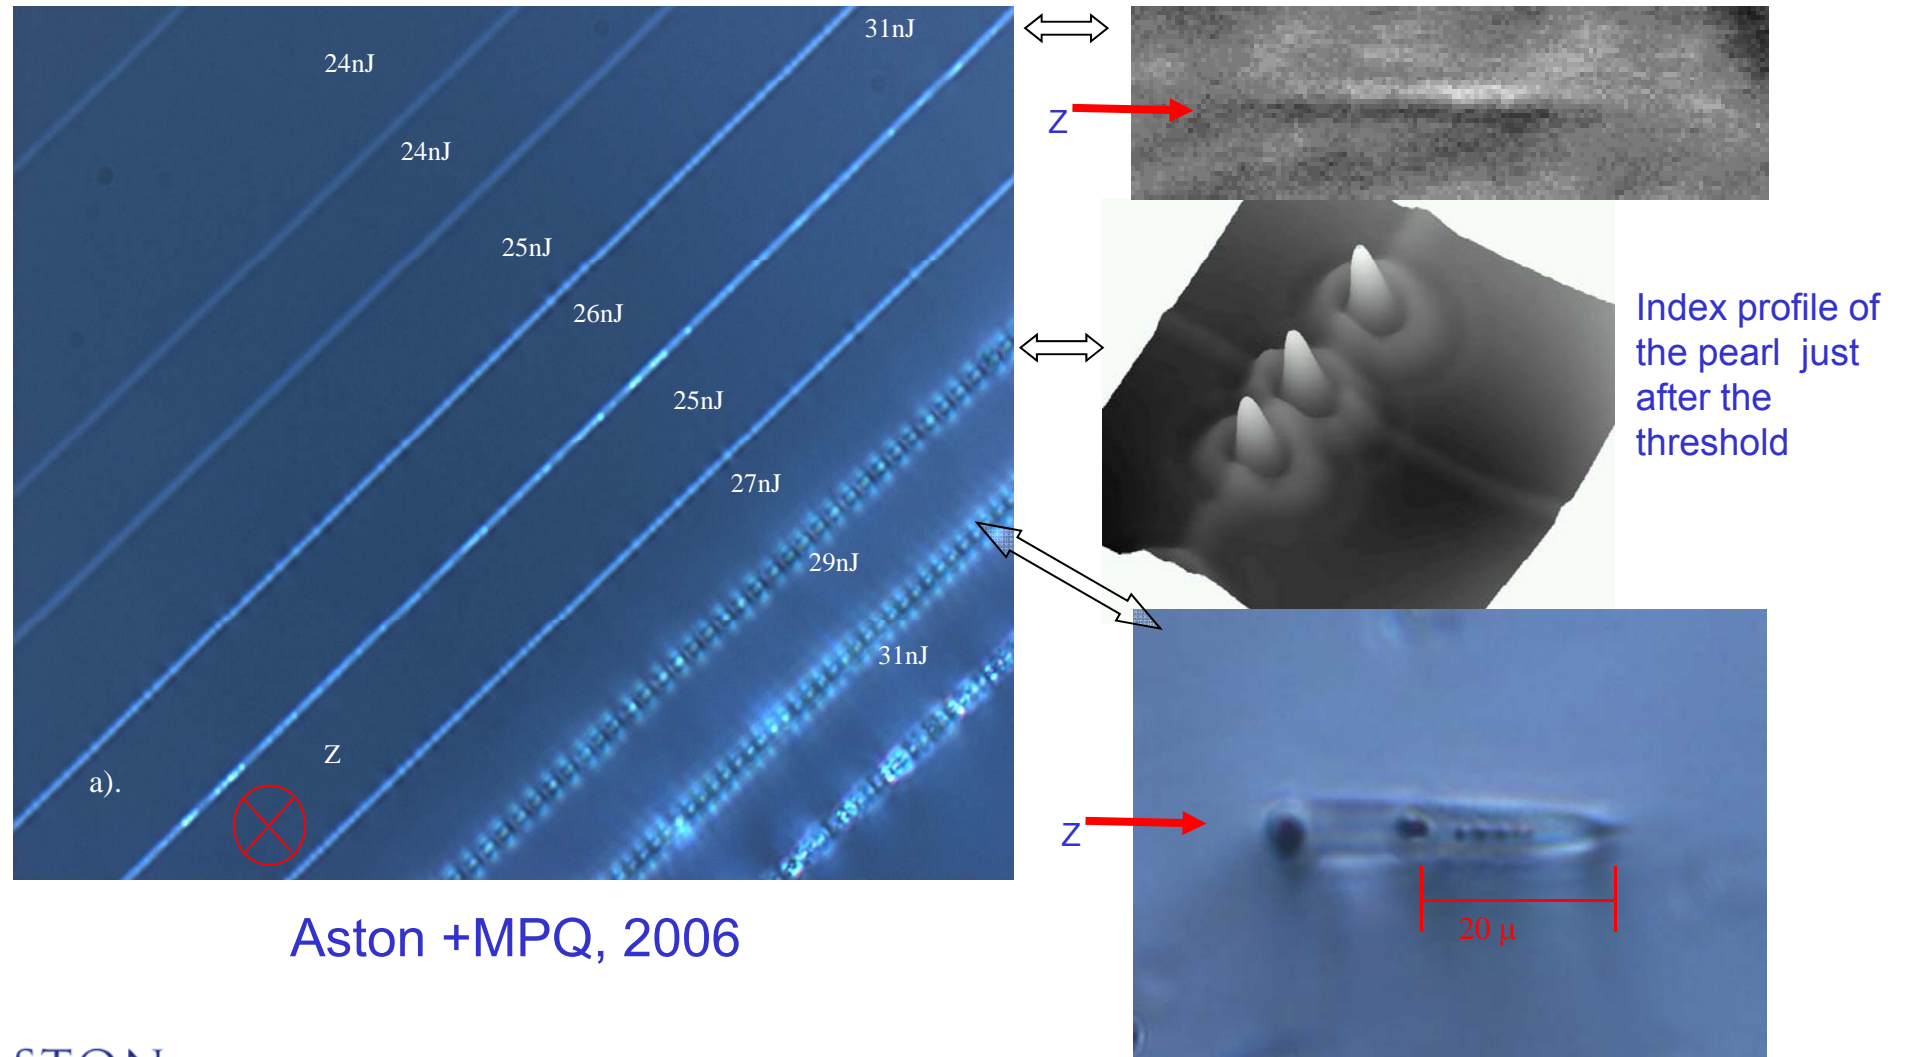 31nJ
24nJ
Z
24nJ
25nJ
26nJ
Index profile of
the pearl just
after the
threshold
25nJ
27nJ
29nJ
31nJ
Z
a).
Z
20 μ
Aston +MPQ, 2006